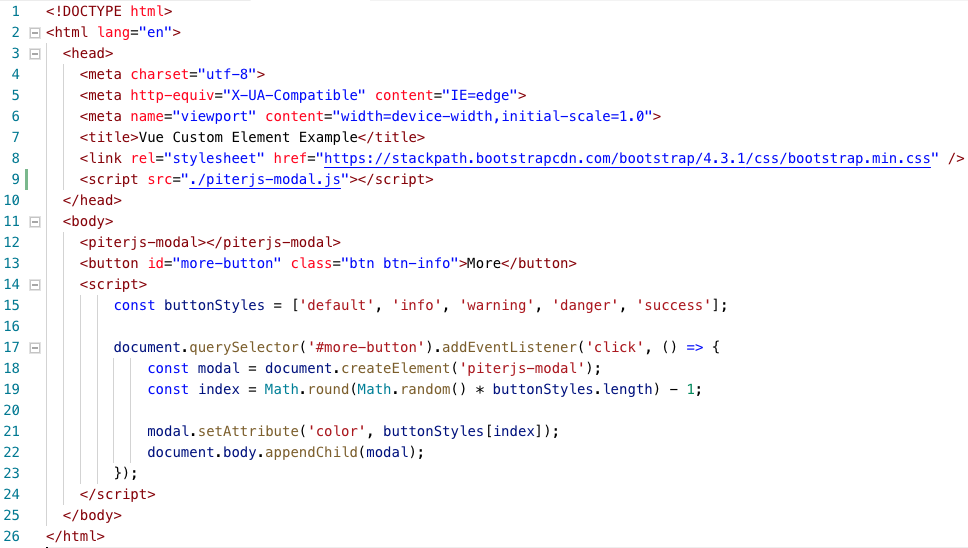 1 <!DOCTYPE html>
2 <html lang="en">
3 <head>
4 <meta charset="utf-8">
5 <meta http-equiv="X-UA-Compatible" content="IE=edge">
6 <meta name="viewport" content="width=device-width,initial-scale=1.0">
7 <title>Vue Custom Element Example</title>
8 <link rel="stylesheet" href="https://stackpath.bootstrapcdn.com/bootstrap/4.3.1/css/bootstrap.min.css" />
9 <script src="./piterjs-modal.js"></script>
10 </head>
11 <body>
12 <piterjs-modal></piterjs-modal>
13 <button id="more-button" class="btn btn-info">More</button>
14 <script>
15 const buttonStyles = ['default', 'info', 'warning', 'danger', 'success'];
16
17 document.querySelector('#more-button').addEventListener('click', () => {
18 const modal = document.createElement('piterjs-modal');
19 const index = Math.round(Math.random() * buttonStyles.length) - 1;
20
21 modal.setAttribute('color', buttonStyles[index]);
22 document.body.appendChild(modal);
23 });
24 </script>
25 </body>
26 </html>